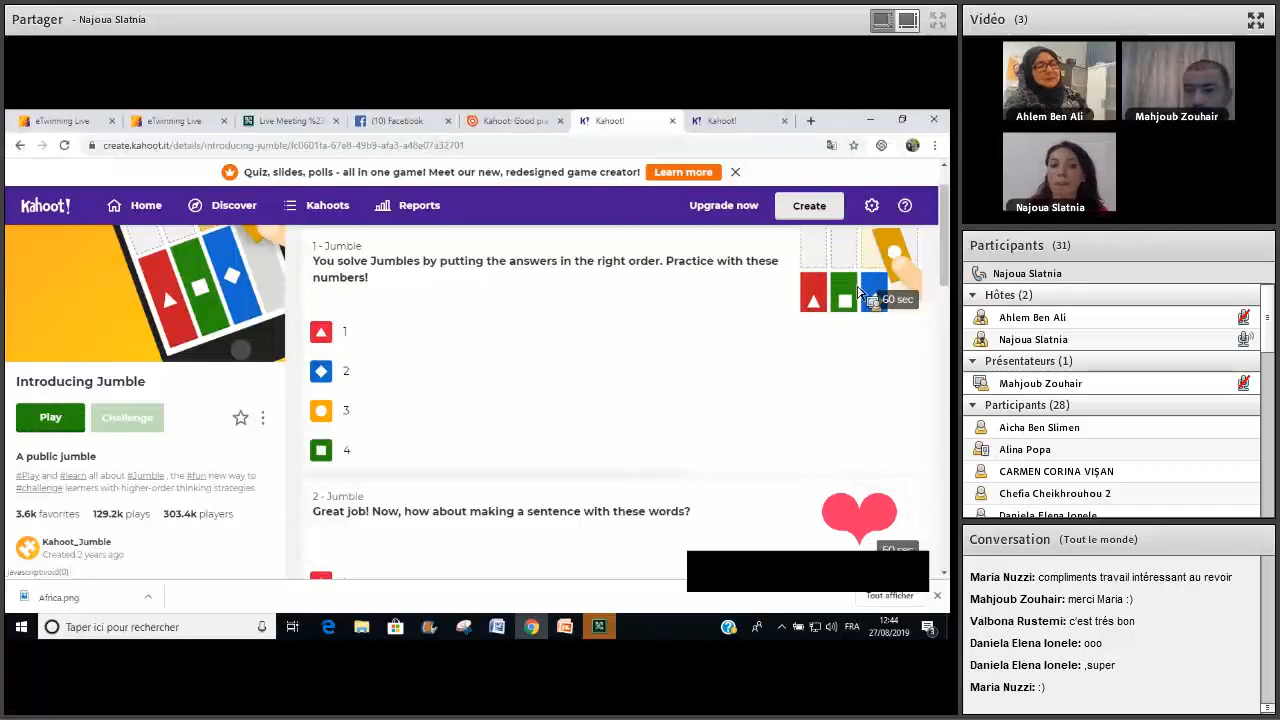 Partager - Najoua Slatnia
eTwinning Live
eTwinning Live
Live Meeting %23
(10) Facebook
Kahoot: Good pr
Kahoot!
Kahoot!
create.kahoot.it/details/introducing-jumble/fc0601fa-67e8-49b9-afa3-a48e07a32701
Quiz, slides, polls - all in one game! Meet our new, redesigned game creator! Learn more
Kahoot! Home Discover Kahoots Reports Upgrade now Create
1 - Jumble
You solve Jumbles by putting the answers in the right order. Practice with these
numbers!
60 sec
1
2
3
4
Introducing Jumble
Play Challenge
A public jumble
#Play and #learn all about #Jumble , the #fun new way to
#challenge learners with higher-order thinking strategies.
3.6k favorites 129.2k plays 303.4k players
Kahoot_Jumble
Created 2 years ago
javascript:void(0)
2 - Jumble
Great job! Now, how about making a sentence with these words?
60 sec
Africa.png
Tout afficher
Taper ici pour rechercher
FRA
12:44
27/08/2019
3
Vidéo (3)
Ahlem Ben Ali
Mahjoub Zouhair
Najoua Slatnia
Participants (31)
Najoua Slatnia
Hôtes (2)
Ahlem Ben Ali
Najoua Slatnia
Présentateurs (1)
Mahjoub Zouhair
Participants (28)
Aicha Ben Slimen
Alina Popa
CARMEN CORINA VIŞAN
Chefia Cheikhrouhou 2
Daniela Elena Ionele
Conversation (Tout le monde)
Maria Nuzzi: compliments travail intéressant au revoir
Mahjoub Zouhair: merci Maria :)
Valbona Rustemi: c'est trés bon
Daniela Elena Ionele: ooo
Daniela Elena Ionele: ,super
Maria Nuzzi: :)